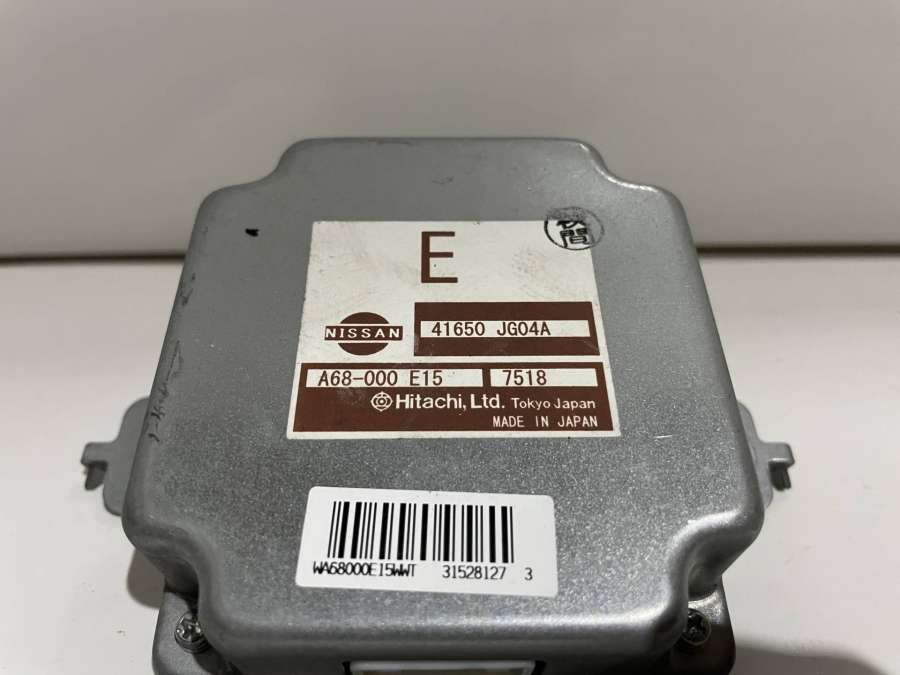 E
NISSAN
41650 JG04A
A68-000 E15
7518
Hitachi, Ltd. Tokyo Japan
MADE IN JAPAN
WA68000E15WWT 31528127 3